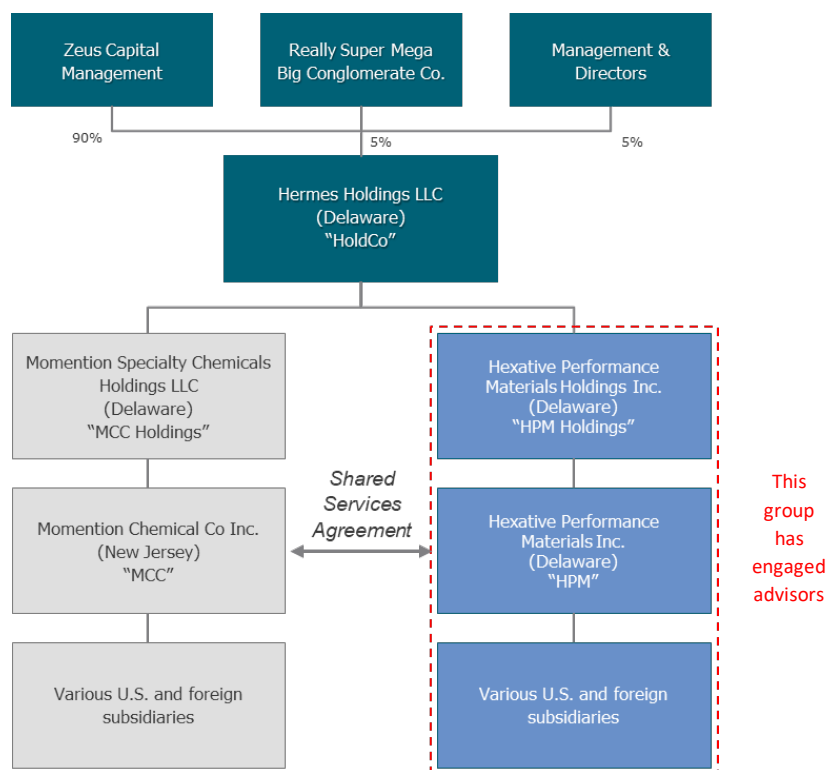 Zeus Capital
Management
Really Super Mega
Big Conglomerate Co.
Management &
Directors
90%
5%
5%
Hermes Holdings LLC
(Delaware)
“HoldCo”
Momention Specialty Chemicals
Holdings LLC
(Delaware)
“MCC Holdings”
Hexative Performance
Materials Holdings Inc.
(Delaware)
“HPM Holdings”
Shared
Services
Agreement
This
group
has
engaged
advisors
Momention Chemical Co Inc.
(New Jersey)
“MCC”
Hexative Performance
Materials Inc.
(Delaware)
“HPM”
Various U.S. and foreign
subsidiaries
Various U.S. and foreign
subsidiaries